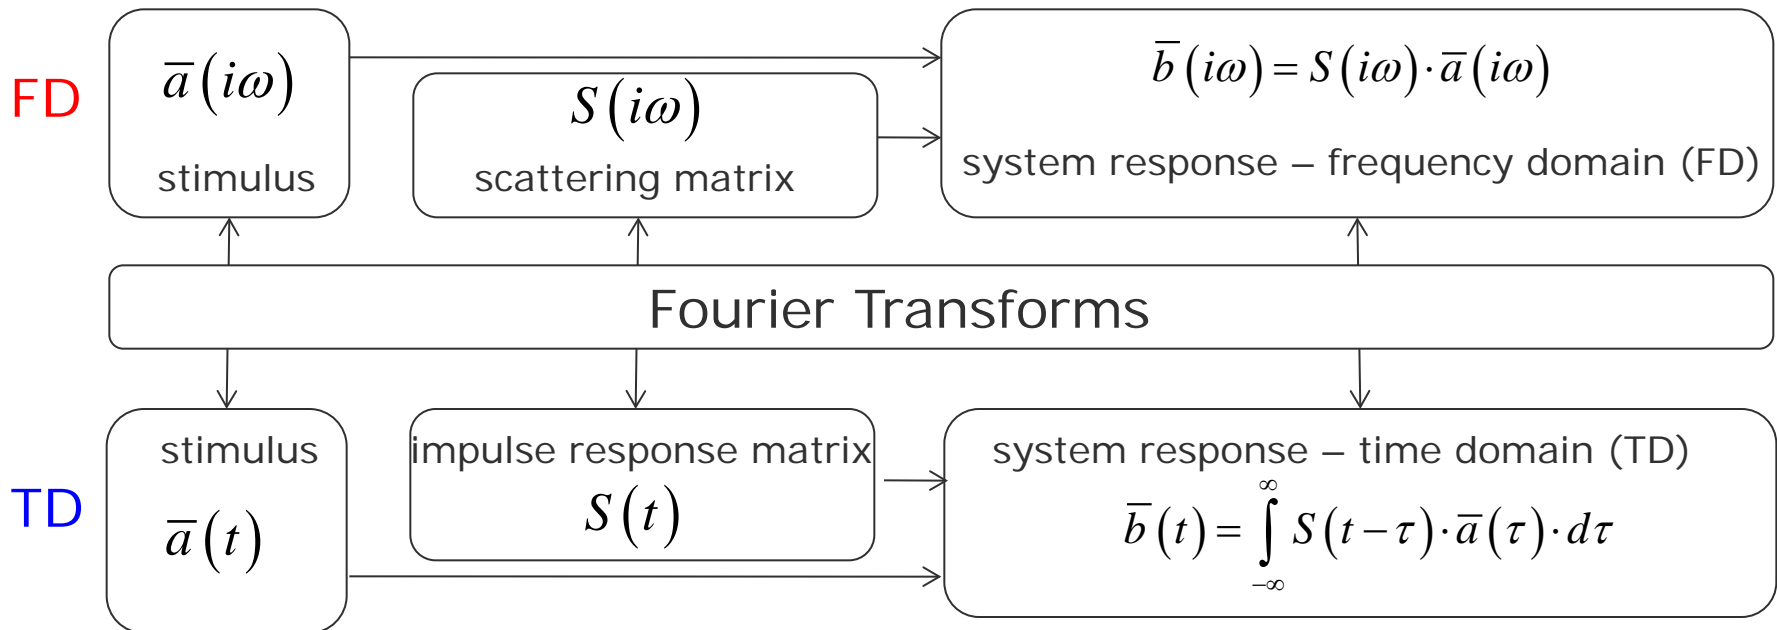 FD
a̅(iω)
stimulus
S(iω)
scattering matrix
b̅(iω) = S(iω)·a̅(iω)
system response – frequency domain (FD)
Fourier Transforms
TD
stimulus
a̅(t)
impulse response matrix
S(t)
system response – time domain (TD)
b̅(t) = ∫_{-∞}^{∞} S(t−τ)·a̅(τ)·dτ